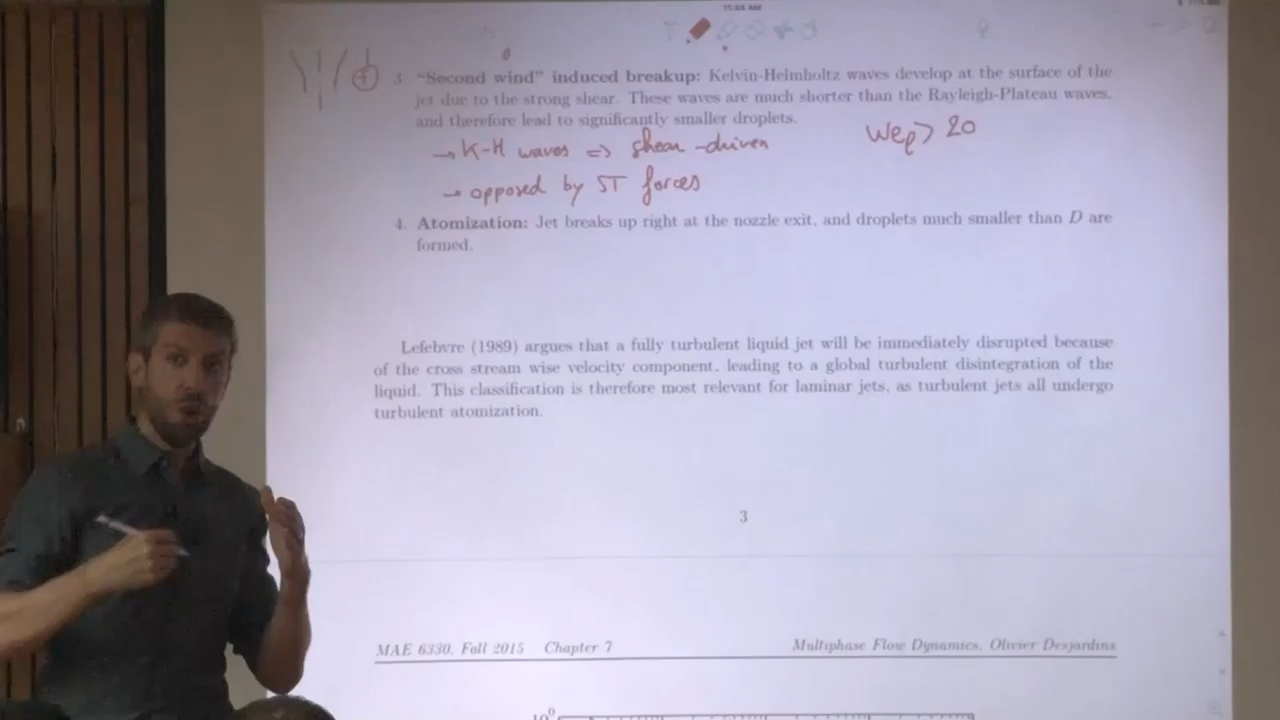 11:44 AM
3. "Second wind" induced breakup: Kelvin-Helmholtz waves develop at the surface of the
jet due to the strong shear. These waves are much shorter than the Rayleigh-Plateau waves,
and therefore lead to significantly smaller droplets.
We_l > 20
→ K-H waves => shear-driven
→ opposed by ST forces
4. Atomization: Jet breaks up right at the nozzle exit, and droplets much smaller than D are
formed.
Lefebvre (1989) argues that a fully turbulent liquid jet will be immediately disrupted because
of the cross stream wise velocity component, leading to a global turbulent disintegration of the
liquid. This classification is therefore most relevant for laminar jets, as turbulent jets all undergo
turbulent atomization.
3
MAE 6330, Fall 2015 Chapter 7 Multiphase Flow Dynamics, Olivier Desjardins
10^0